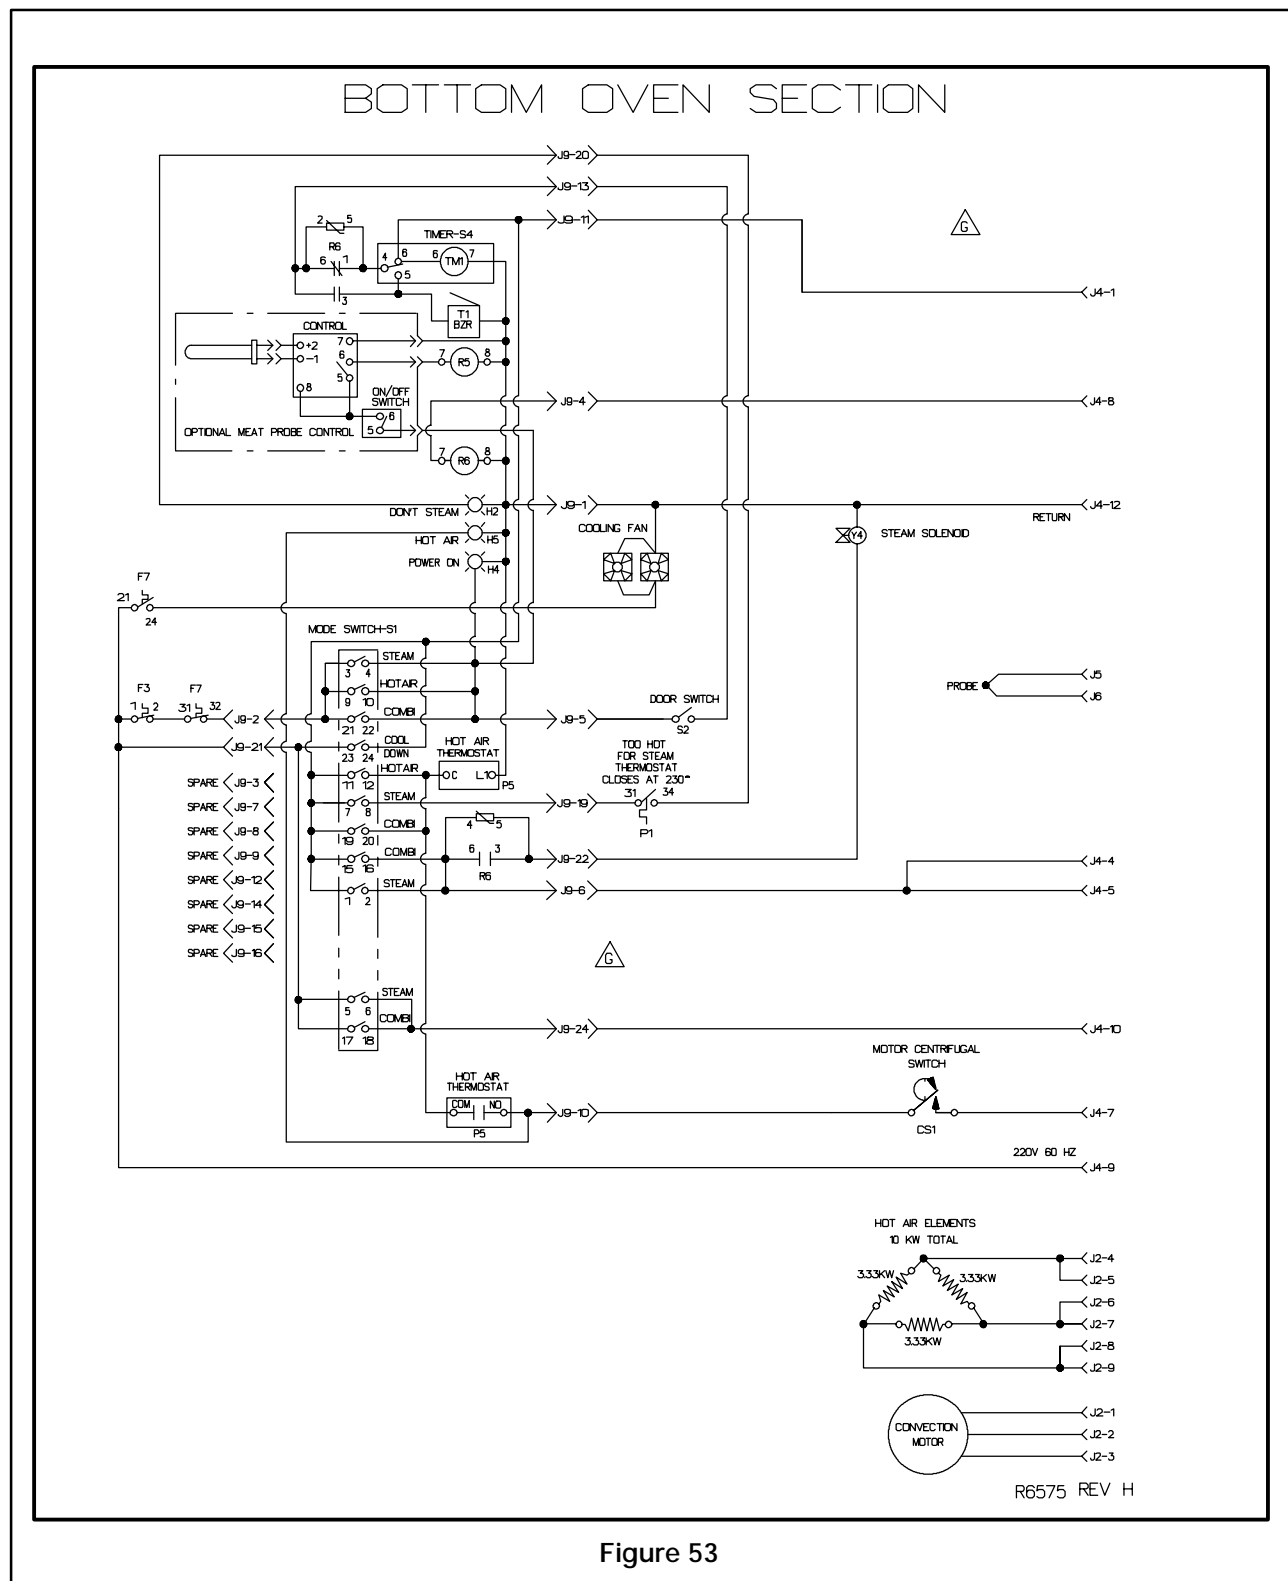 BOTTOM OVEN SECTION
J9-20
J9-13
J9-11
G
2 5
R6
6 1
3
TIMER-S4
4 6 6 TM1 7
5
T1
BZR
J4-1
CONTROL
+2
-1
7
6
5
8
7 R5 8
ON/OFF
SWITCH
6
5
OPTIONAL MEAT PROBE CONTROL
J9-4
J4-8
7 R6 8
DON'T STEAM H2
J9-1
J4-12
RETURN
HOT AIR H5
POWER ON H4
COOLING FAN
Y4 STEAM SOLENOID
F7
21
24
MODE SWITCH-S1
STEAM
3 4
HOTAIR
9 10
COMBI
21 22
COOL
DOWN
23 24
HOTAIR
11 12
STEAM
7 8
COMBI
19 20
COMBI
15 16
STEAM
1 2
STEAM
5 6
COMBI
17 18
F3
1 2
F7
31 32
J9-2
J9-21
J9-5
DOOR SWITCH
S2
PROBE
J5
J6
HOT AIR
THERMOSTAT
C L1
P5
TOO HOT
FOR STEAM
THERMOSTAT
CLOSES AT 230°
31 34
P1
J9-19
SPARE J9-3
SPARE J9-7
SPARE J9-8
SPARE J9-9
SPARE J9-12
SPARE J9-14
SPARE J9-15
SPARE J9-16
4 5
6 3
R6
J9-22
J9-6
J4-4
J4-5
G
J9-24
J4-10
MOTOR CENTRIFUGAL
SWITCH
CS1
HOT AIR
THERMOSTAT
COM NO
P5
J9-10
J4-7
220V 60 HZ
J4-9
HOT AIR ELEMENTS
10 KW TOTAL
3.33KW
3.33KW
3.33KW
J2-4
J2-5
J2-6
J2-7
J2-8
J2-9
CONVECTION
MOTOR
J2-1
J2-2
J2-3
R6575 REV H
Figure 53